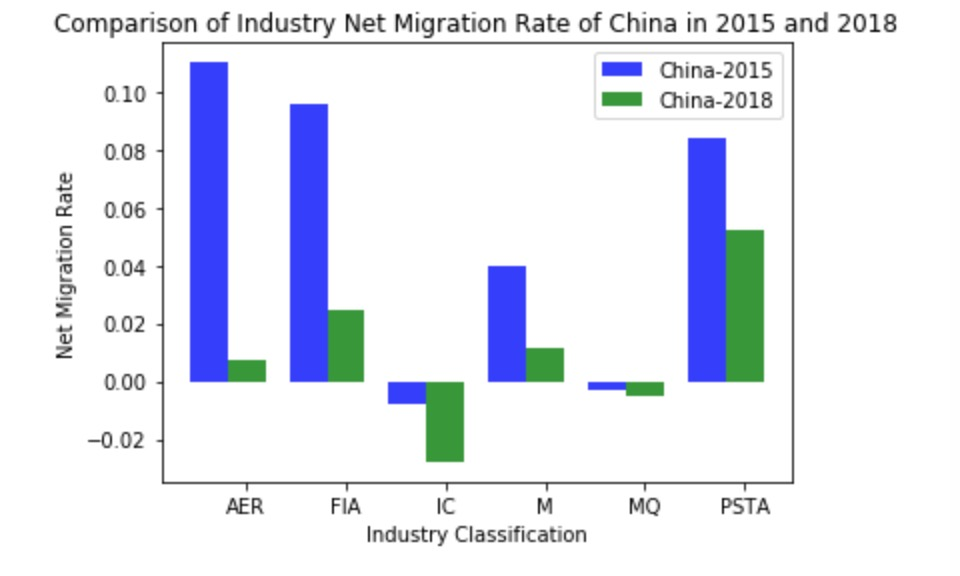 Comparison of Industry Net Migration Rate of China in 2015 and 2018
China-2015
China-2018
Net Migration Rate
0.10
0.08
0.06
0.04
0.02
0.00
−0.02
AER FIA IC M MQ PSTA
Industry Classification